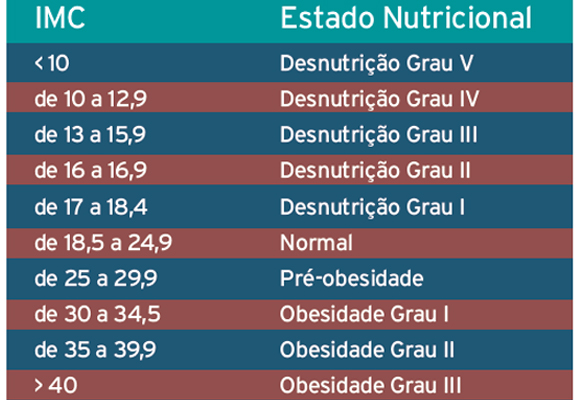 IMC Estado Nutricional
< 10 Desnutrição Grau V
de 10 a 12,9 Desnutrição Grau IV
de 13 a 15,9 Desnutrição Grau III
de 16 a 16,9 Desnutrição Grau II
de 17 a 18,4 Desnutrição Grau I
de 18,5 a 24,9 Normal
de 25 a 29,9 Pré-obesidade
de 30 a 34,5 Obesidade Grau I
de 35 a 39,9 Obesidade Grau II
> 40 Obesidade Grau III